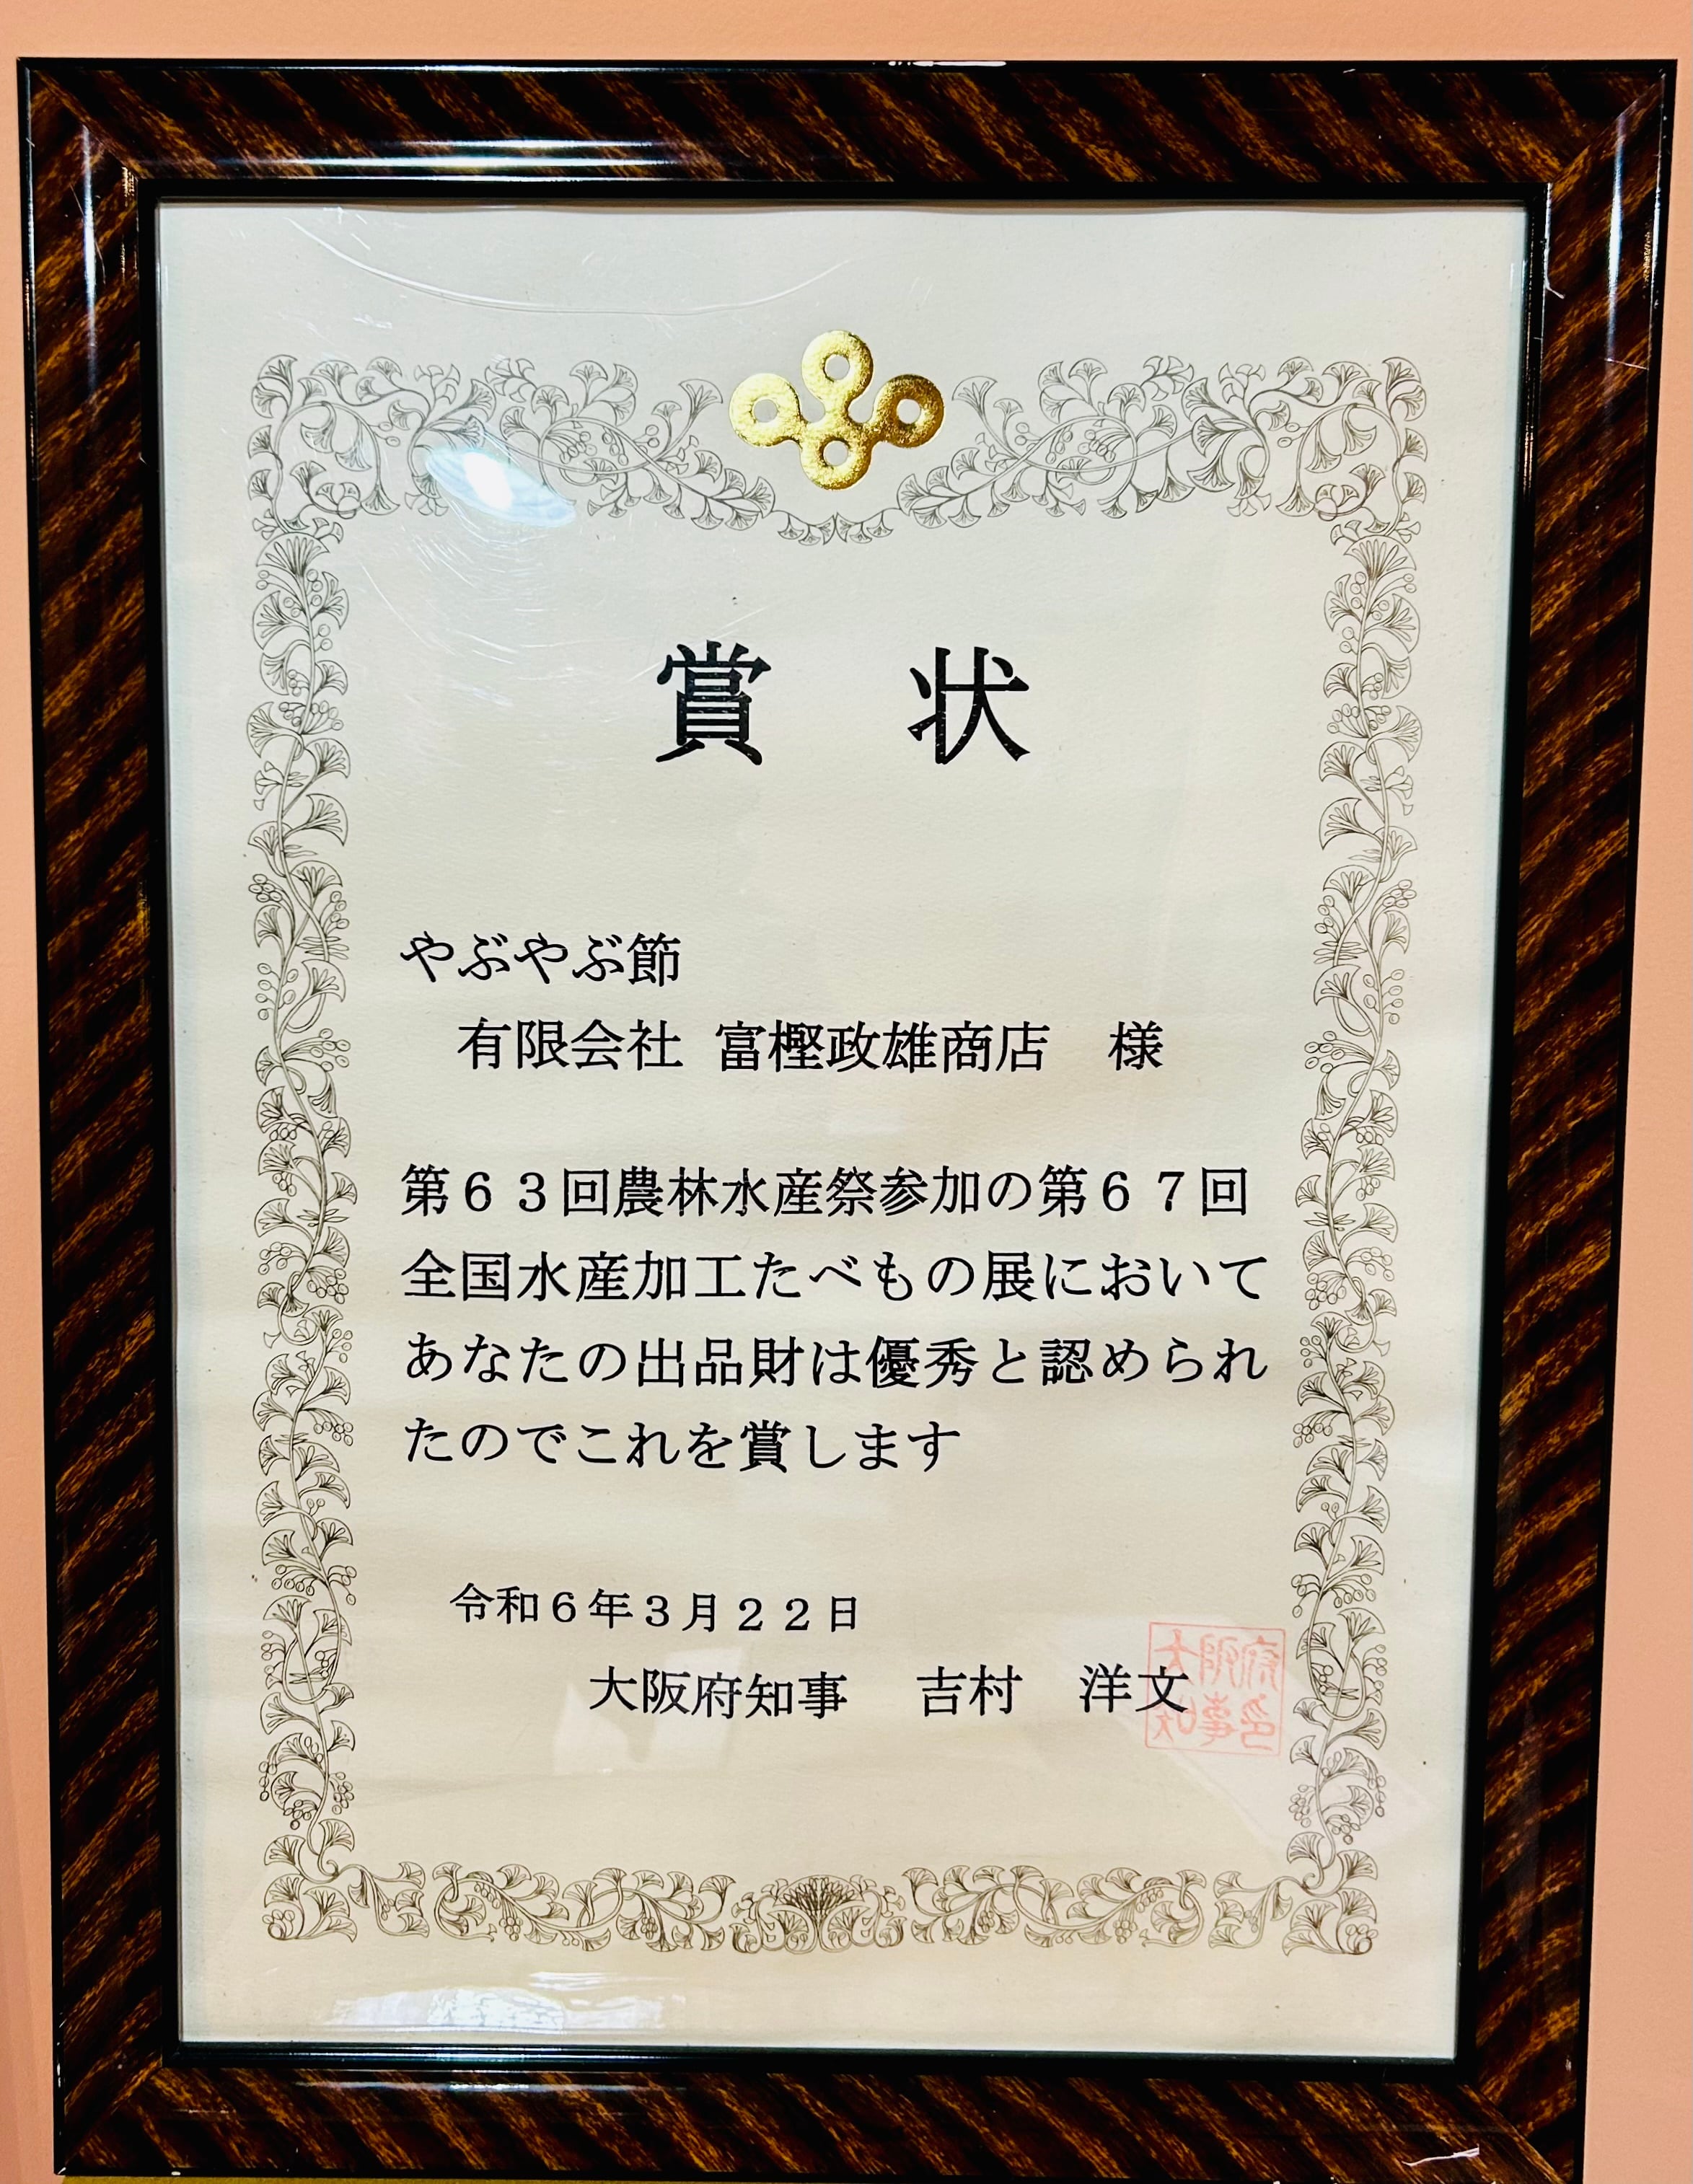 賞 状
やぶやぶ節
有限会社 富樫政雄商店 様
第６３回農林水産祭参加の第６７回
全国水産加工たべもの展において
あなたの出品財は優秀と認められ
たのでこれを賞します
令和６年３月２２日
大阪府知事 吉村 洋文